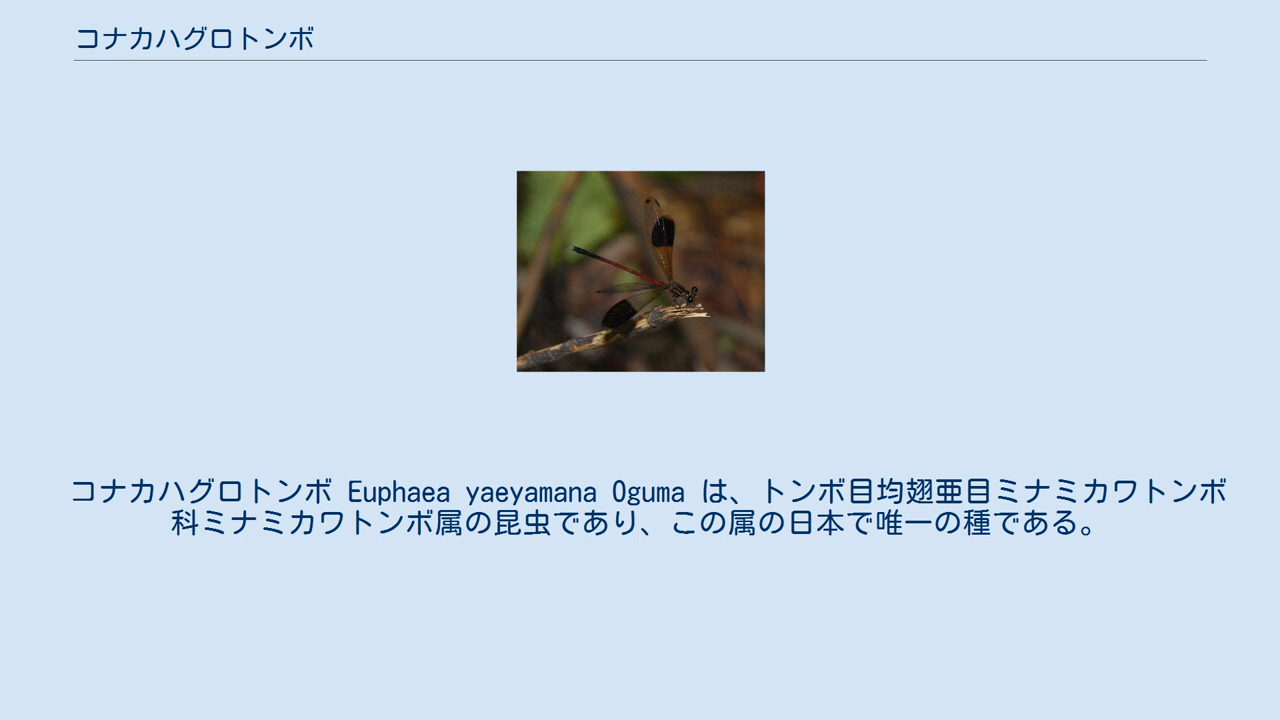 コナカハグロトンボ
コナカハグロトンボ Euphaea yaeyamana Oguma は、トンボ目均翅亜目ミナミカワトンボ
科ミナミカワトンボ属の昆虫であり、この属の日本で唯一の種である。